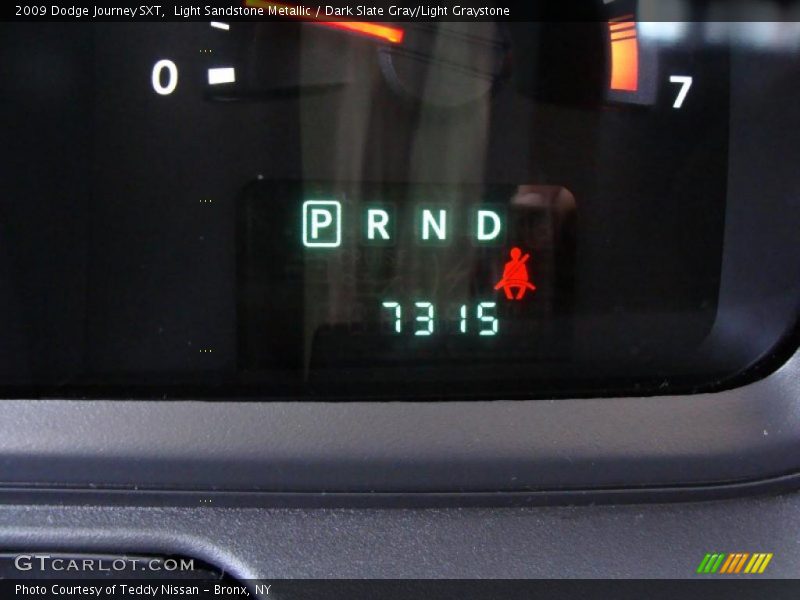 2009 Dodge Journey SXT,  Light Sandstone Metallic / Dark Slate Gray/Light Graystone
0
7
P R N D
7315
GTCARLOT.COM
Photo Courtesy of Teddy Nissan - Bronx, NY